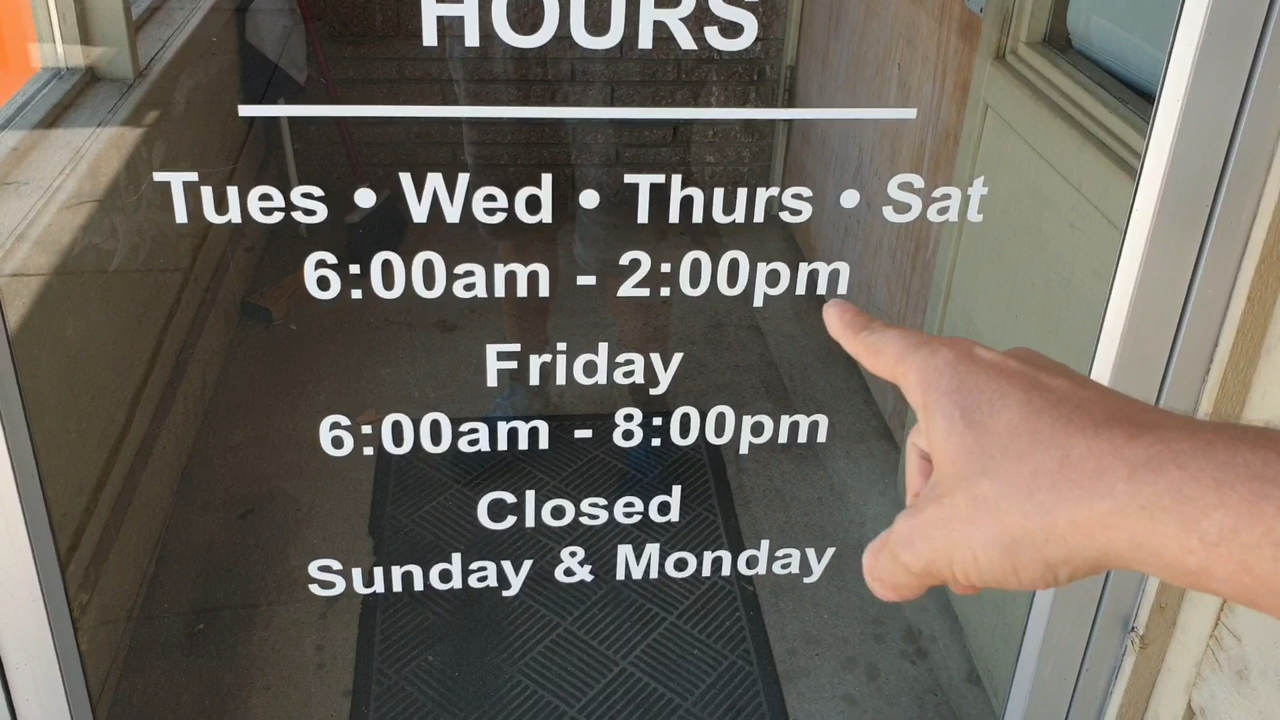 HOURS
Tues • Wed • Thurs • Sat
6:00am - 2:00pm
Friday
6:00am - 8:00pm
Closed
Sunday & Monday